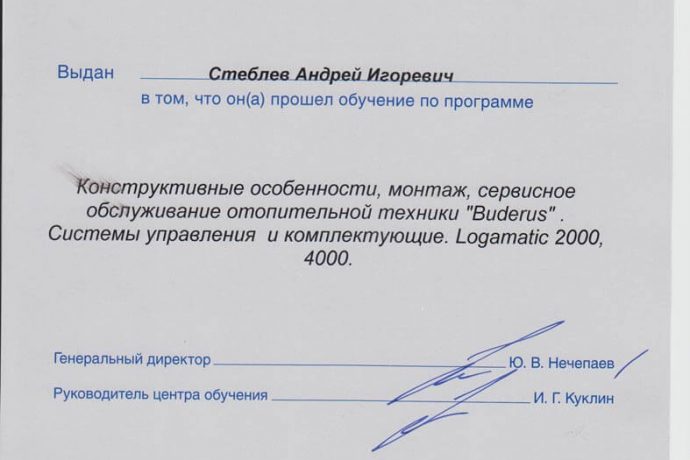 Выдан Стеблев Андрей Игоревич
в том, что он(а) прошел обучение по программе
Конструктивные особенности, монтаж, сервисное
обслуживание отопительной техники "Buderus" .
Системы управления и комплектующие. Logamatic 2000,
4000.
Генеральный директор Ю. В. Нечепаев
Руководитель центра обучения И. Г. Куклин